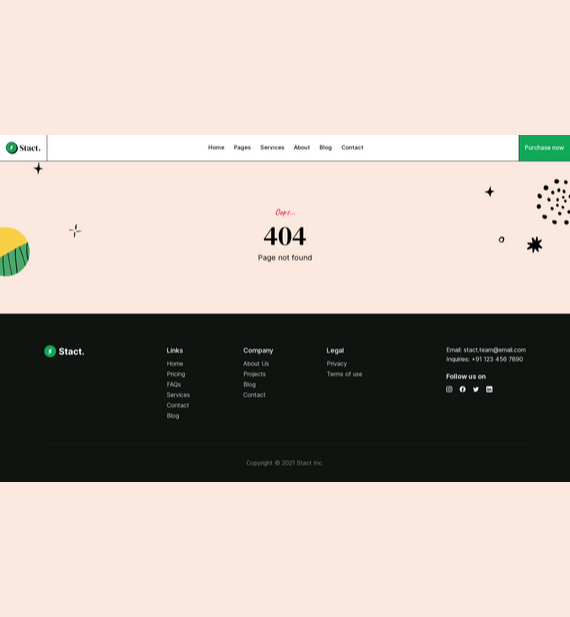 Stact.
Home Pages Services About Blog Contact
Purchase now
Oops...
404
Page not found
Stact.
Links
Home
Pricing
FAQs
Services
Contact
Blog
Company
About Us
Projects
Blog
Contact
Legal
Privacy
Terms of use
Email: stact.team@email.com
Inquiries: +91 123 456 7890
Follow us on
Copyright © 2021 Stact Inc.